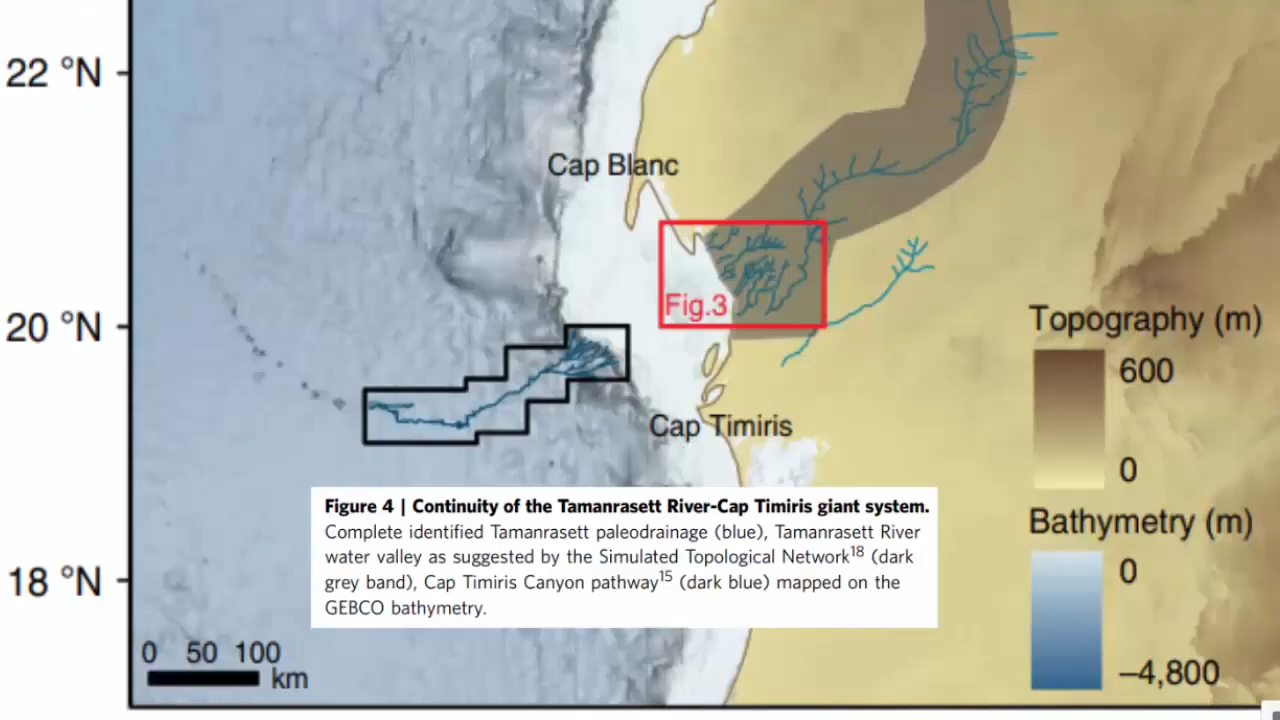 22 °N
Cap Blanc
Fig.3
20 °N
Cap Timiris
Topography (m)
600
0
Bathymetry (m)
0
–4,800
18 °N
Figure 4 | Continuity of the Tamanrasett River-Cap Timiris giant system.
Complete identified Tamanrasett paleodrainage (blue), Tamanrasett River
water valley as suggested by the Simulated Topological Network18 (dark
grey band), Cap Timiris Canyon pathway15 (dark blue) mapped on the
GEBCO bathymetry.
0 50 100
km